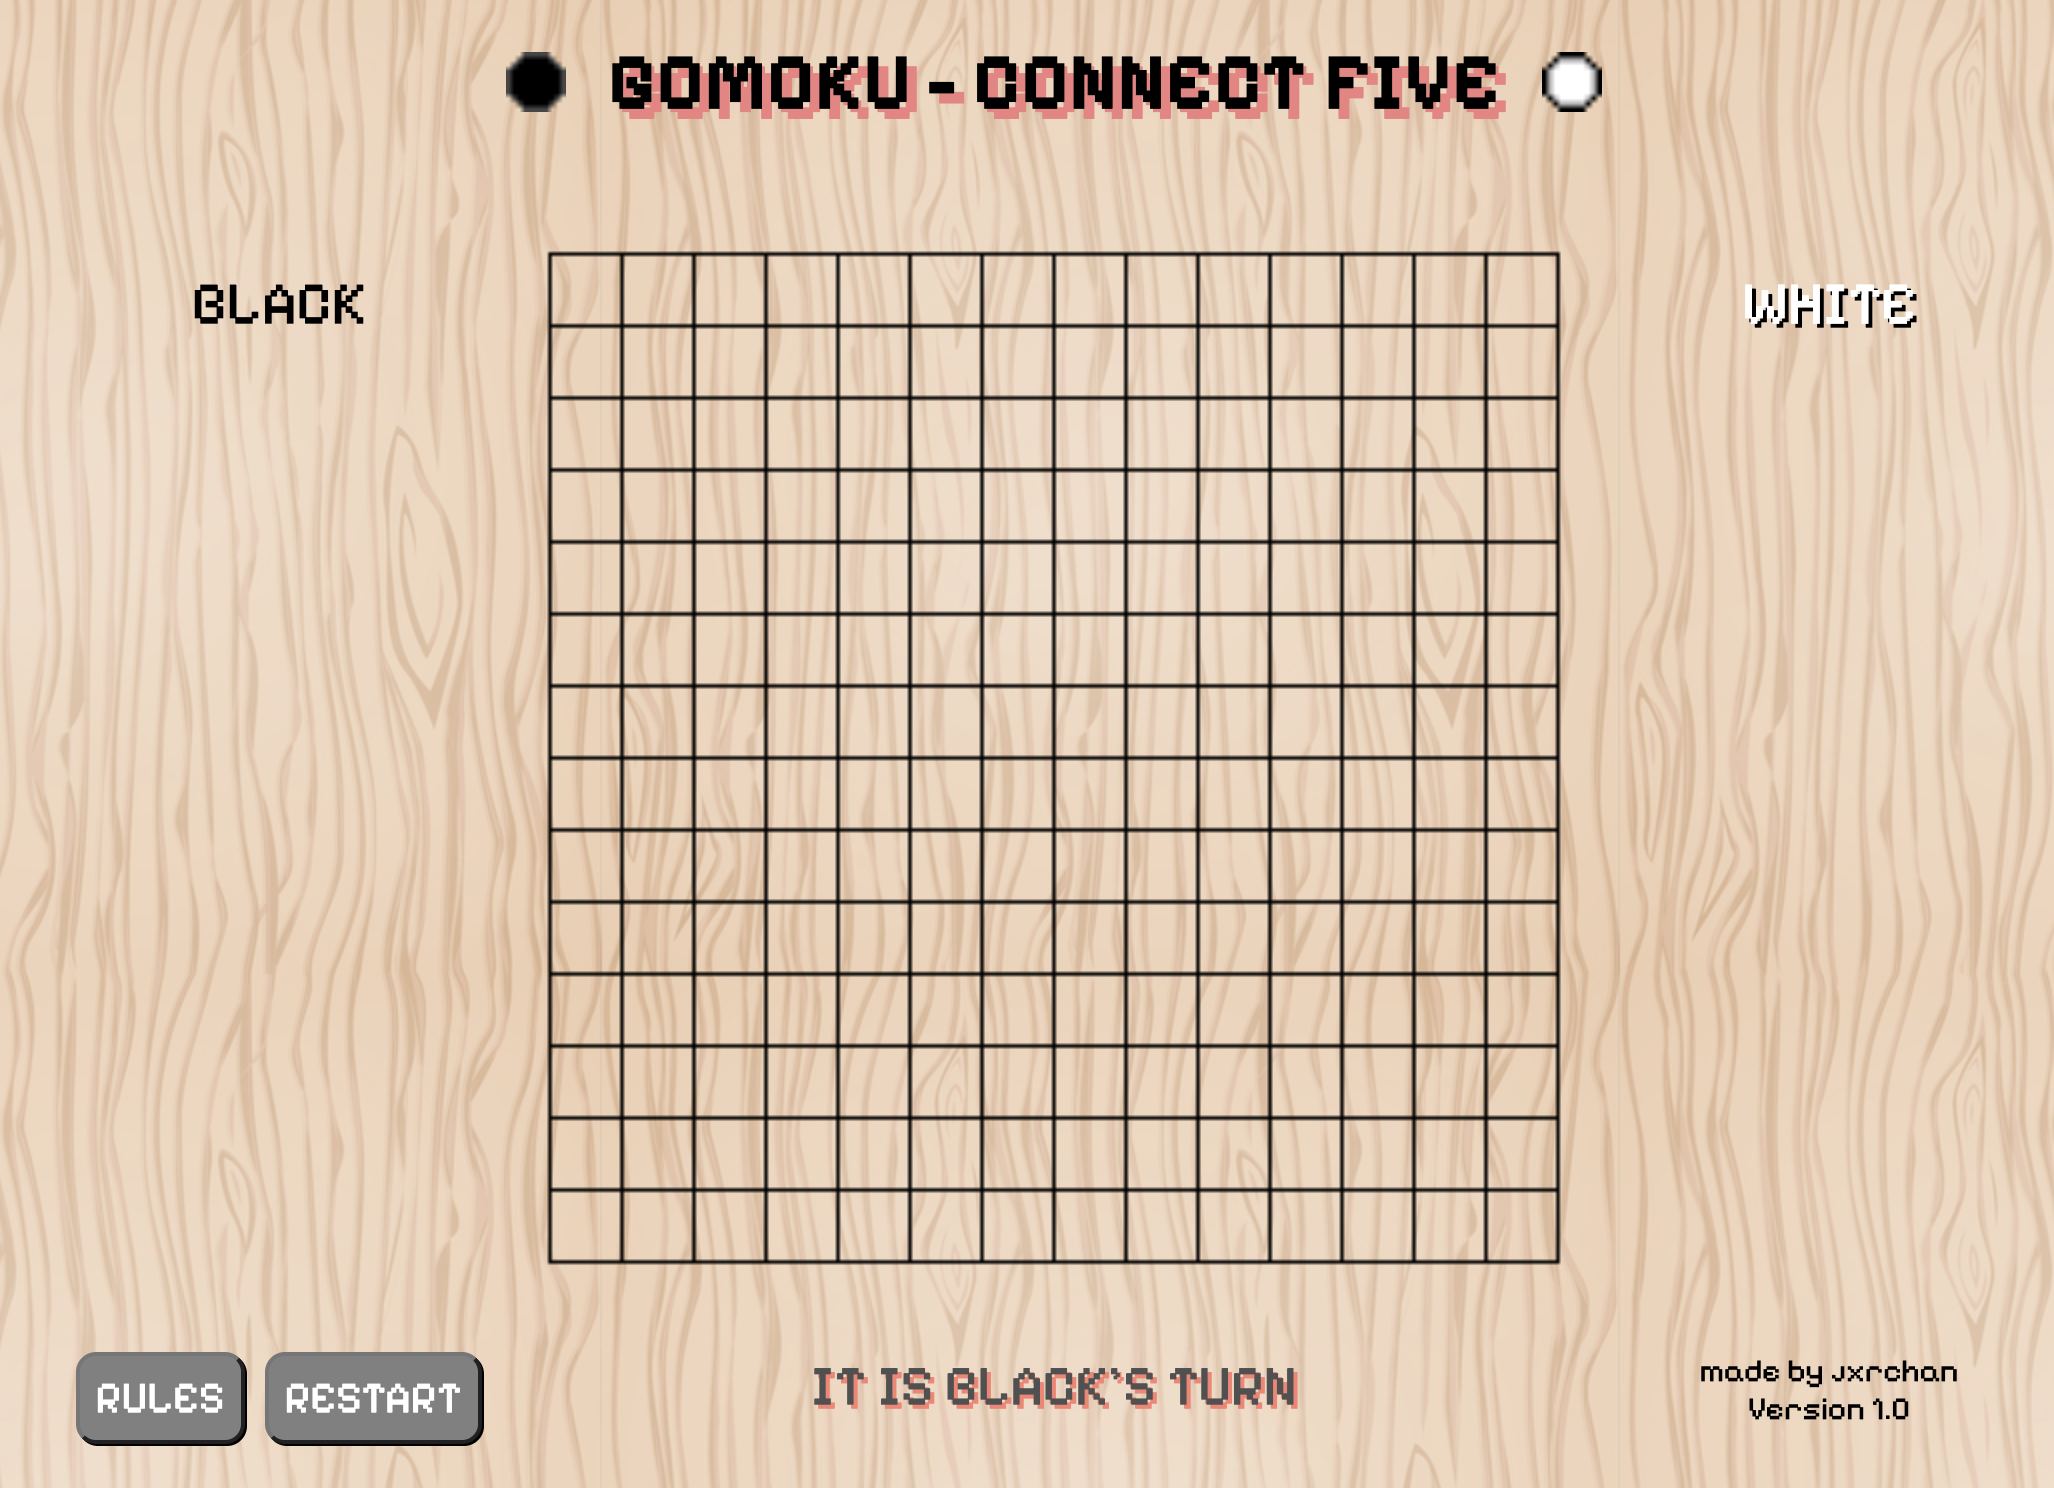 GOMOKU - CONNECT FIVE
BLACK
WHITE
RULES
RESTART
IT IS BLACK'S TURN
made by jxrchan
Version 1.0